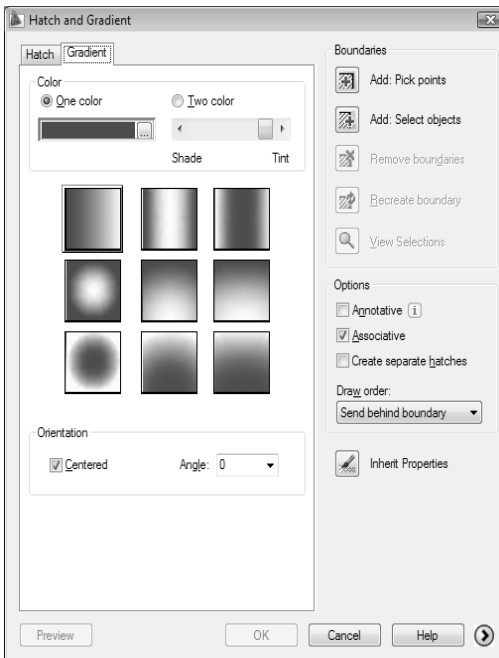 Hatch and Gradient
Hatch
Gradient
Color
One color
Two color
...
Shade
Tint
Orientation
Centered
Angle: 0
Boundaries
Add: Pick points
Add: Select objects
Remove boundaries
Recreate boundary
View Selections
Options
Annotative
Associative
Create separate hatches
Draw order:
Send behind boundary
Inherit Properties
Preview
OK
Cancel
Help